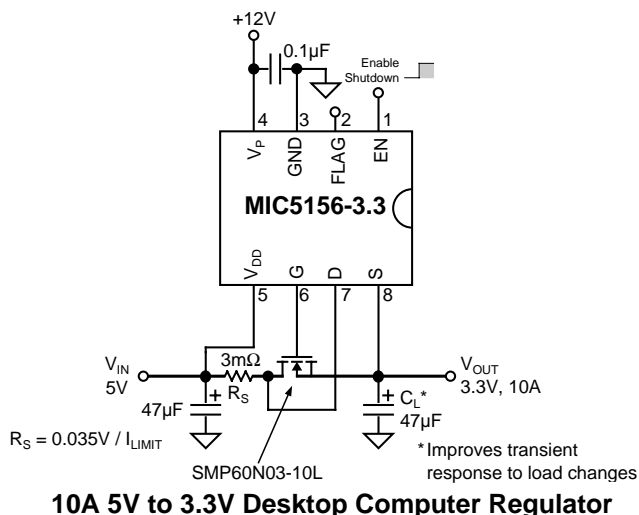 +12V
0.1µF
Enable
Shutdown
4 3 2 1
VP GND FLAG EN
MIC5156-3.3
VDD G D S
5 6 7 8
VIN
5V
3mΩ
RS
VOUT
3.3V, 10A
47µF
CL*
47µF
RS = 0.035V / ILIMIT
SMP60N03-10L
*Improves transient
response to load changes
10A 5V to 3.3V Desktop Computer Regulator